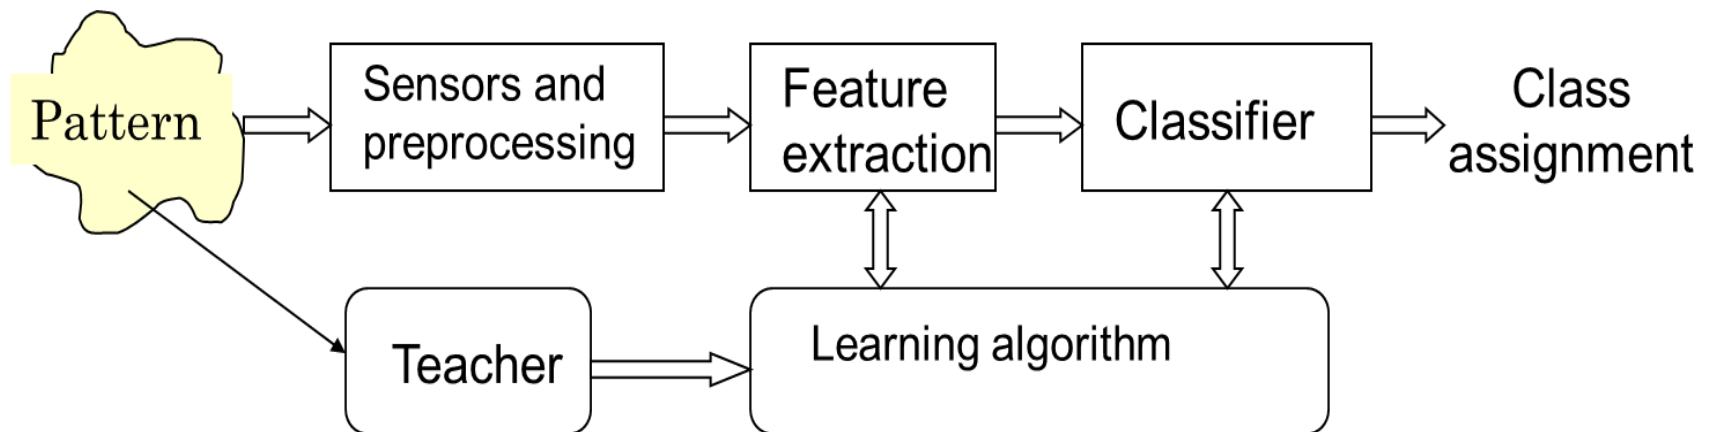 Pattern
Sensors and
preprocessing
Feature
extraction
Classifier
Class
assignment
Teacher
Learning algorithm